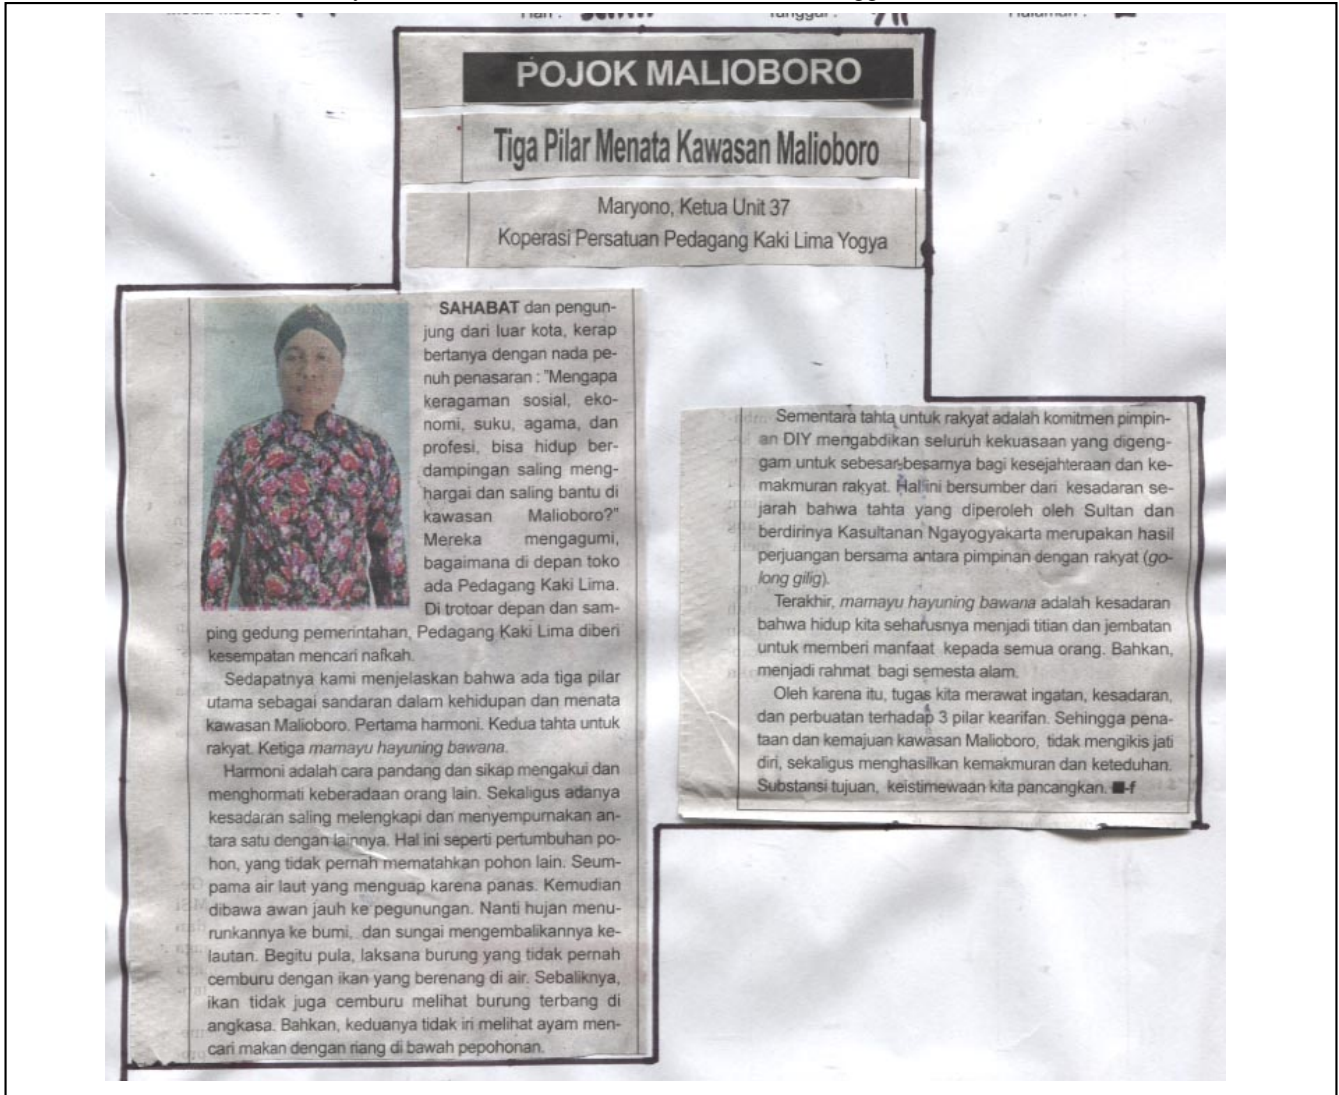 POJOK MALIOBORO
Tiga Pilar Menata Kawasan Malioboro
Maryono, Ketua Unit 37
Koperasi Persatuan Pedagang Kaki Lima Yogya
SAHABAT dan pengun-
jung dari luar kota, kerap
bertanya dengan nada pe-
nuh penasaran : "Mengapa
keragaman sosial, eko-
nomi, suku, agama, dan
profesi, bisa hidup ber-
dampingan saling meng-
hargai dan saling bantu di
kawasan Malioboro?"
Mereka mengagumi,
bagaimana di depan toko
ada Pedagang Kaki Lima.
Di trotoar depan dan sam-
ping gedung pemerintahan, Pedagang Kaki Lima diberi
kesempatan mencari nafkah.
Sedapatnya kami menjelaskan bahwa ada tiga pilar
utama sebagai sandaran dalam kehidupan dan menata
kawasan Malioboro. Pertama harmoni. Kedua tahta untuk
rakyat. Ketiga mamayu hayuning bawana.
Harmoni adalah cara pandang dan sikap mengakui dan
menghormati keberadaan orang lain. Sekaligus adanya
kesadaran saling melengkapi dan menyempurnakan an-
tara satu dengan lainnya. Hal ini seperti pertumbuhan po-
hon, yang tidak pernah mematahkan pohon lain. Seum-
pama air laut yang menguap karena panas. Kemudian
dibawa awan jauh ke pegunungan. Nanti hujan menu-
runkannya ke bumi, dan sungai mengembalikannya ke-
lautan. Begitu pula, laksana burung yang tidak pernah
cemburu dengan ikan yang berenang di air. Sebaliknya,
ikan tidak juga cemburu melihat burung terbang di
angkasa. Bahkan, keduanya tidak iri melihat ayam men-
cari makan dengan riang di bawah pepohonan.
Sementara tahta untuk rakyat adalah komitmen pimpin-
an DIY mengabdikan seluruh kekuasaan yang digeng-
gam untuk sebesar-besarnya bagi kesejahteraan dan ke-
makmuran rakyat. Hal ini bersumber dari kesadaran se-
jarah bahwa tahta yang diperoleh oleh Sultan dan
berdirinya Kasultanan Ngayogyakarta merupakan hasil
perjuangan bersama antara pimpinan dengan rakyat (go-
long gilig).
Terakhir, mamayu hayuning bawana adalah kesadaran
bahwa hidup kita seharusnya menjadi titian dan jembatan
untuk memberi manfaat kepada semua orang. Bahkan,
menjadi rahmat bagi semesta alam.
Oleh karena itu, tugas kita merawat ingatan, kesadaran,
dan perbuatan terhadap 3 pilar kearifan. Sehingga pena-
taan dan kemajuan kawasan Malioboro, tidak mengikis jati
diri, sekaligus menghasilkan kemakmuran dan keteduhan.
Substansi tujuan, keistimewaan kita pancangkan. ■-f